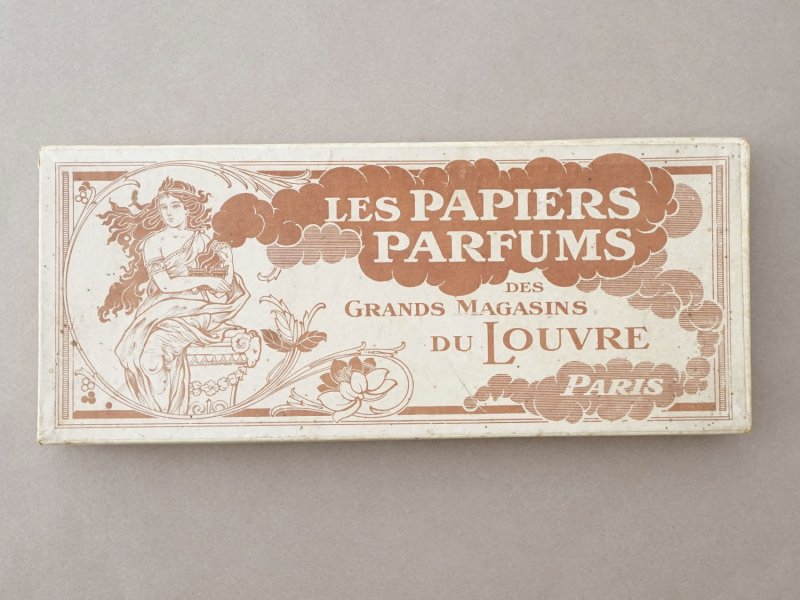 LES PAPIERS
PARFUMS
DES
GRANDS MAGASINS
DU LOUVRE
PARIS